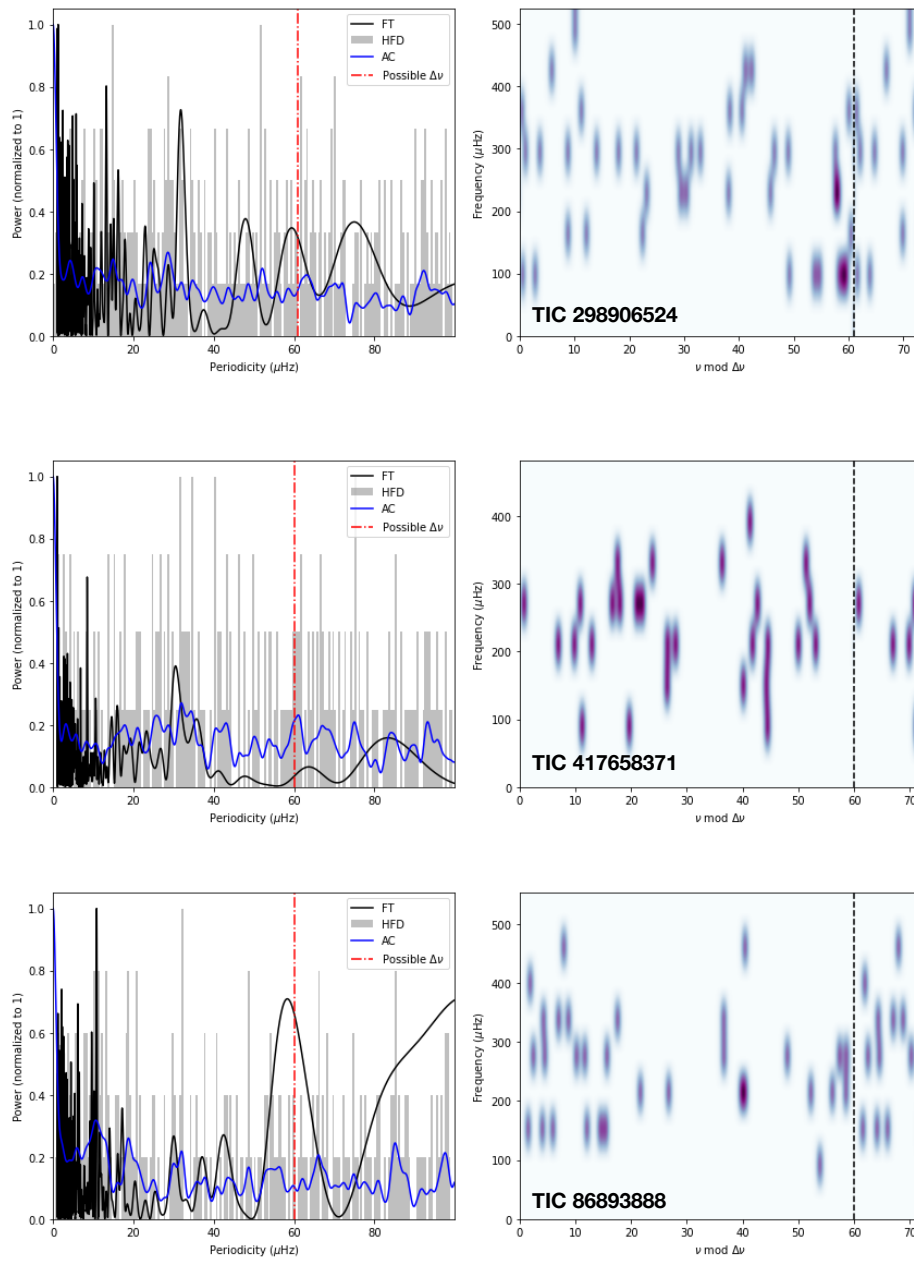 1.0
0.8
0.6
0.4
0.2
0.0
Power (normalized to 1)
0 20 40 60 80
Periodicity (μHz)
FT
HFD
AC
Possible Δν
500
400
300
200
100
0
Frequency (μHz)
TIC 298906524
0 10 20 30 40 50 60 70
ν mod Δν
1.0
0.8
0.6
0.4
0.2
0.0
Power (normalized to 1)
0 20 40 60 80
Periodicity (μHz)
FT
HFD
AC
Possible Δν
400
300
200
100
0
Frequency (μHz)
TIC 417658371
0 10 20 30 40 50 60 70
ν mod Δν
1.0
0.8
0.6
0.4
0.2
0.0
Power (normalized to 1)
0 20 40 60 80
Periodicity (μHz)
FT
HFD
AC
Possible Δν
500
400
300
200
100
0
Frequency (μHz)
TIC 86893888
0 10 20 30 40 50 60 70
ν mod Δν